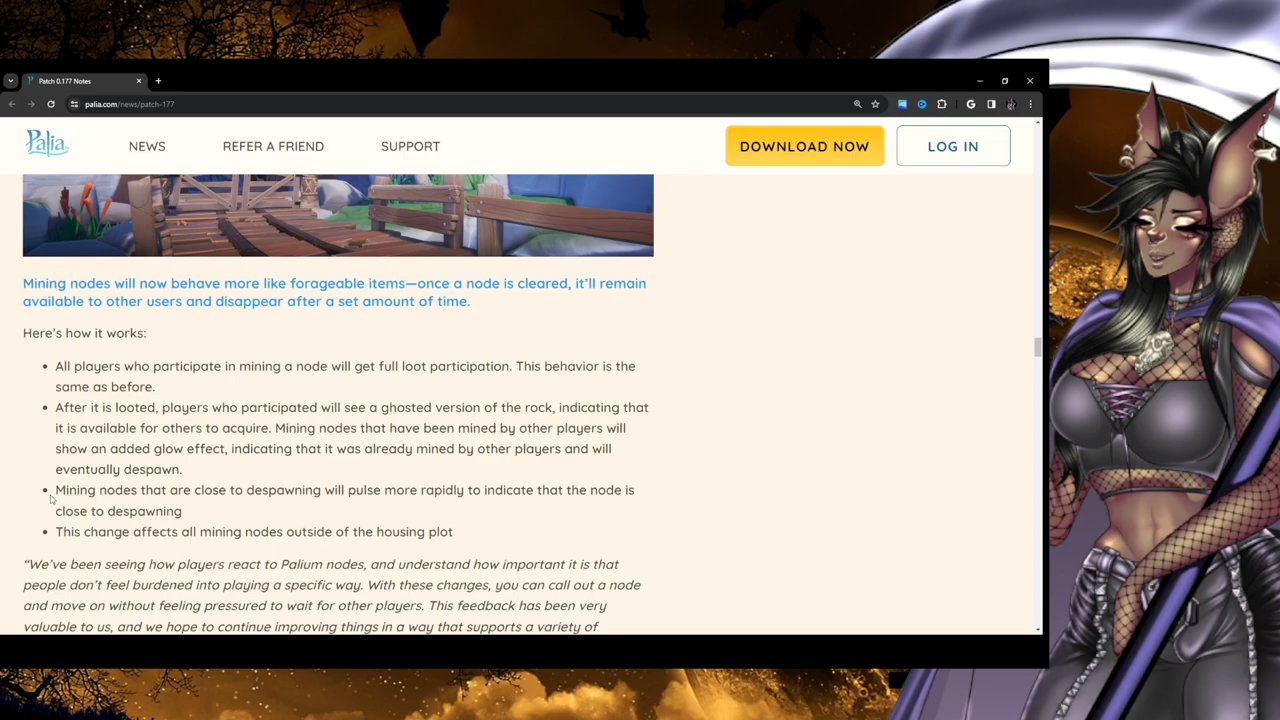 Patch 0.177 Notes
palia.com/news/patch-177
Palia
NEWS
REFER A FRIEND
SUPPORT
DOWNLOAD NOW
LOG IN
Mining nodes will now behave more like forageable items—once a node is cleared, it'll remain
available to other users and disappear after a set amount of time.
Here's how it works:
• All players who participate in mining a node will get full loot participation. This behavior is the
same as before.
• After it is looted, players who participated will see a ghosted version of the rock, indicating that
it is available for others to acquire. Mining nodes that have been mined by other players will
show an added glow effect, indicating that it was already mined by other players and will
eventually despawn.
• Mining nodes that are close to despawning will pulse more rapidly to indicate that the node is
close to despawning
• This change affects all mining nodes outside of the housing plot
“We've been seeing how players react to Palium nodes, and understand how important it is that
people don't feel burdened into playing a specific way. With these changes, you can call out a node
and move on without feeling pressured to wait for other players. This feedback has been very
valuable to us, and we hope to continue improving things in a way that supports a variety of